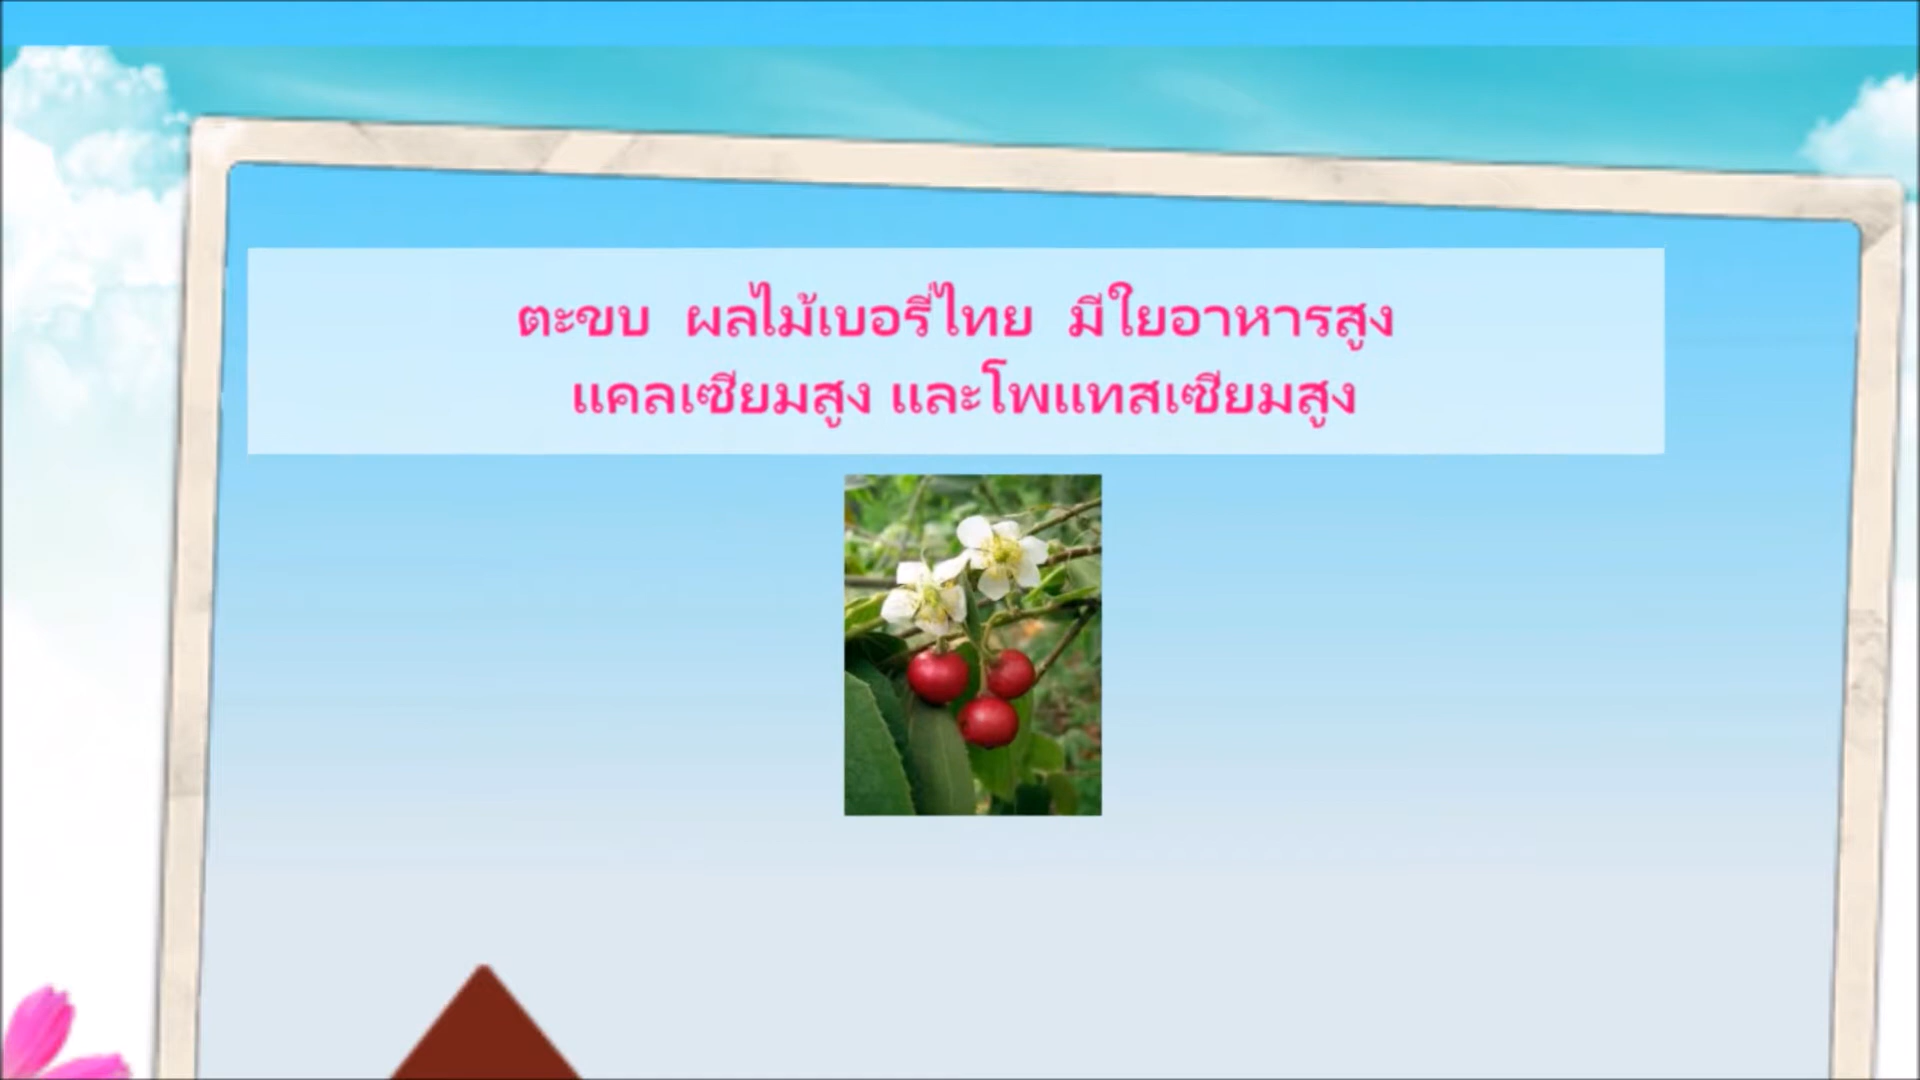 ตะขบ ผลไม้เบอรี่ไทย มีใยอาหารสูง
แคลเซียมสูง และโพแทสเซียมสูง